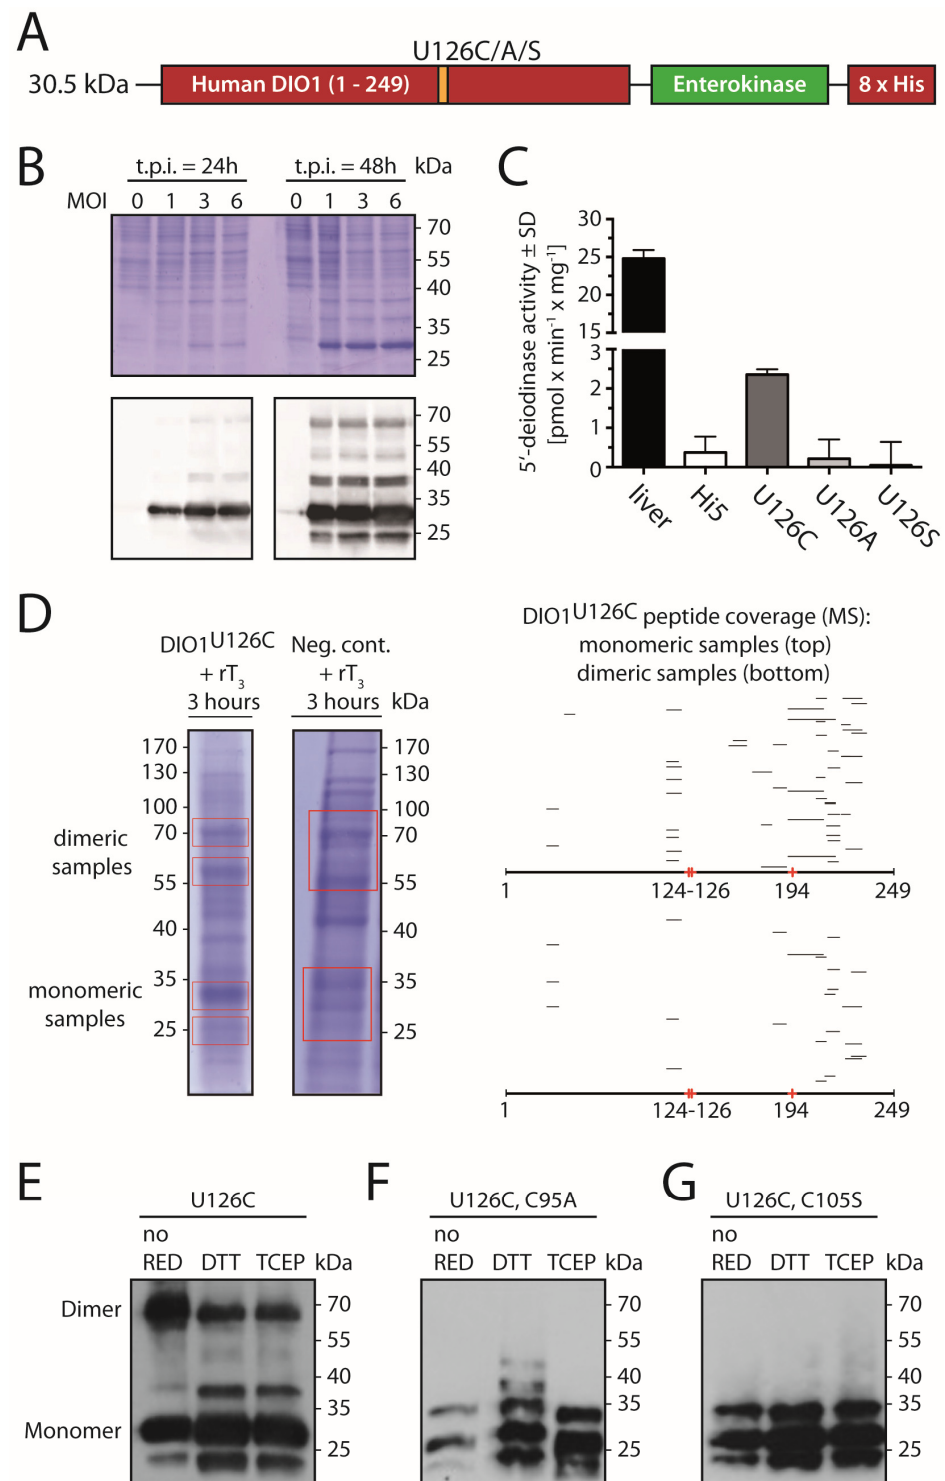 A
U126C/A/S
30.5 kDa
Human DIO1 (1 - 249)
Enterokinase
8 x His
B
t.p.i. = 24h
t.p.i. = 48h
kDa
MOI 0 1 3 6 0 1 3 6
70
55
40
35
25
70
55
40
35
25
C
5'-deiodinase activity ± SD
[pmol x min⁻¹ x mg⁻¹]
30
25
20
15
3
2
1
0
liver
Hi5
U126C
U126A
U126S
D
DIO1U126C
+ rT3
3 hours
Neg. cont.
+ rT3
3 hours
kDa
170
130
100
70
55
40
35
25
dimeric
samples
monomeric
samples
170
130
100
70
55
40
35
25
DIO1U126C peptide coverage (MS):
monomeric samples (top)
dimeric samples (bottom)
1 124-126 194 249
1 124-126 194 249
E
U126C
no
RED DTT TCEP kDa
Dimer
Monomer
70
55
40
35
25
F
U126C, C95A
no
RED DTT TCEP kDa
70
55
40
35
25
G
U126C, C105S
no
RED DTT TCEP kDa
70
55
40
35
25